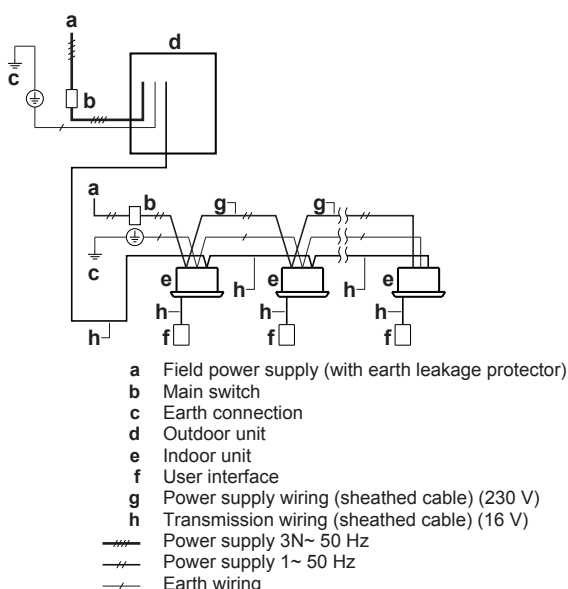 a
d
c
b
a
b
g
g
c
e
h
e
h
h
e
h
h
h
h
f
f
f
a Field power supply (with earth leakage protector)
b Main switch
c Earth connection
d Outdoor unit
e Indoor unit
f User interface
g Power supply wiring (sheathed cable) (230 V)
h Transmission wiring (sheathed cable) (16 V)
Power supply 3N~ 50 Hz
Power supply 1~ 50 Hz
Earth wiring